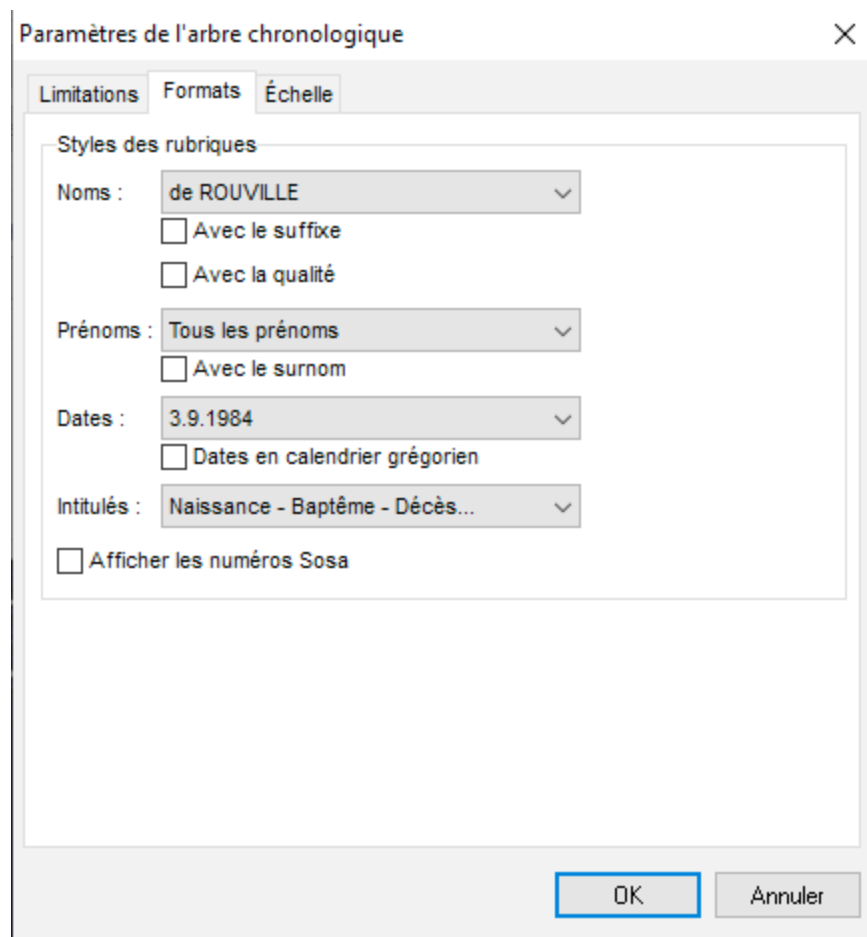 Paramètres de l'arbre chronologique
Limitations Formats Échelle
Styles des rubriques
Noms : de ROUVILLE
Avec le suffixe
Avec la qualité
Prénoms : Tous les prénoms
Avec le surnom
Dates : 3.9.1984
Dates en calendrier grégorien
Intitulés : Naissance - Baptême - Décès...
Afficher les numéros Sosa
OK Annuler